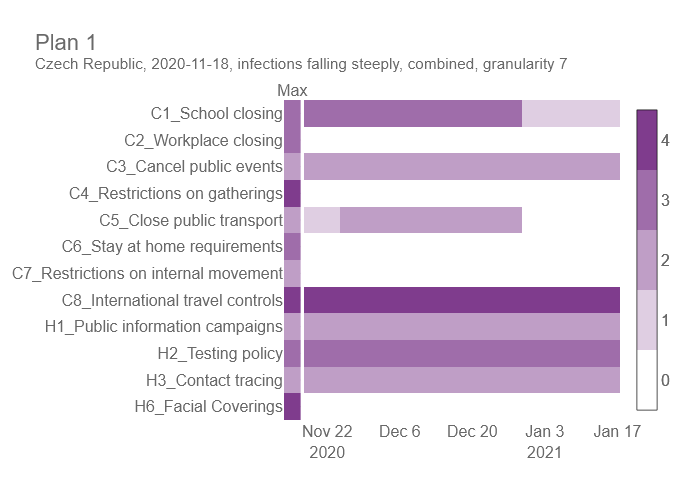 Plan 1
Czech Republic, 2020-11-18, infections falling steeply, combined, granularity 7
Max
C1_School closing
C2_Workplace closing
C3_Cancel public events
C4_Restrictions on gatherings
C5_Close public transport
C6_Stay at home requirements
C7_Restrictions on internal movement
C8_International travel controls
H1_Public information campaigns
H2_Testing policy
H3_Contact tracing
H6_Facial Coverings
4
3
2
1
0
Nov 22 Dec 6 Dec 20 Jan 3 Jan 17
2020 2021